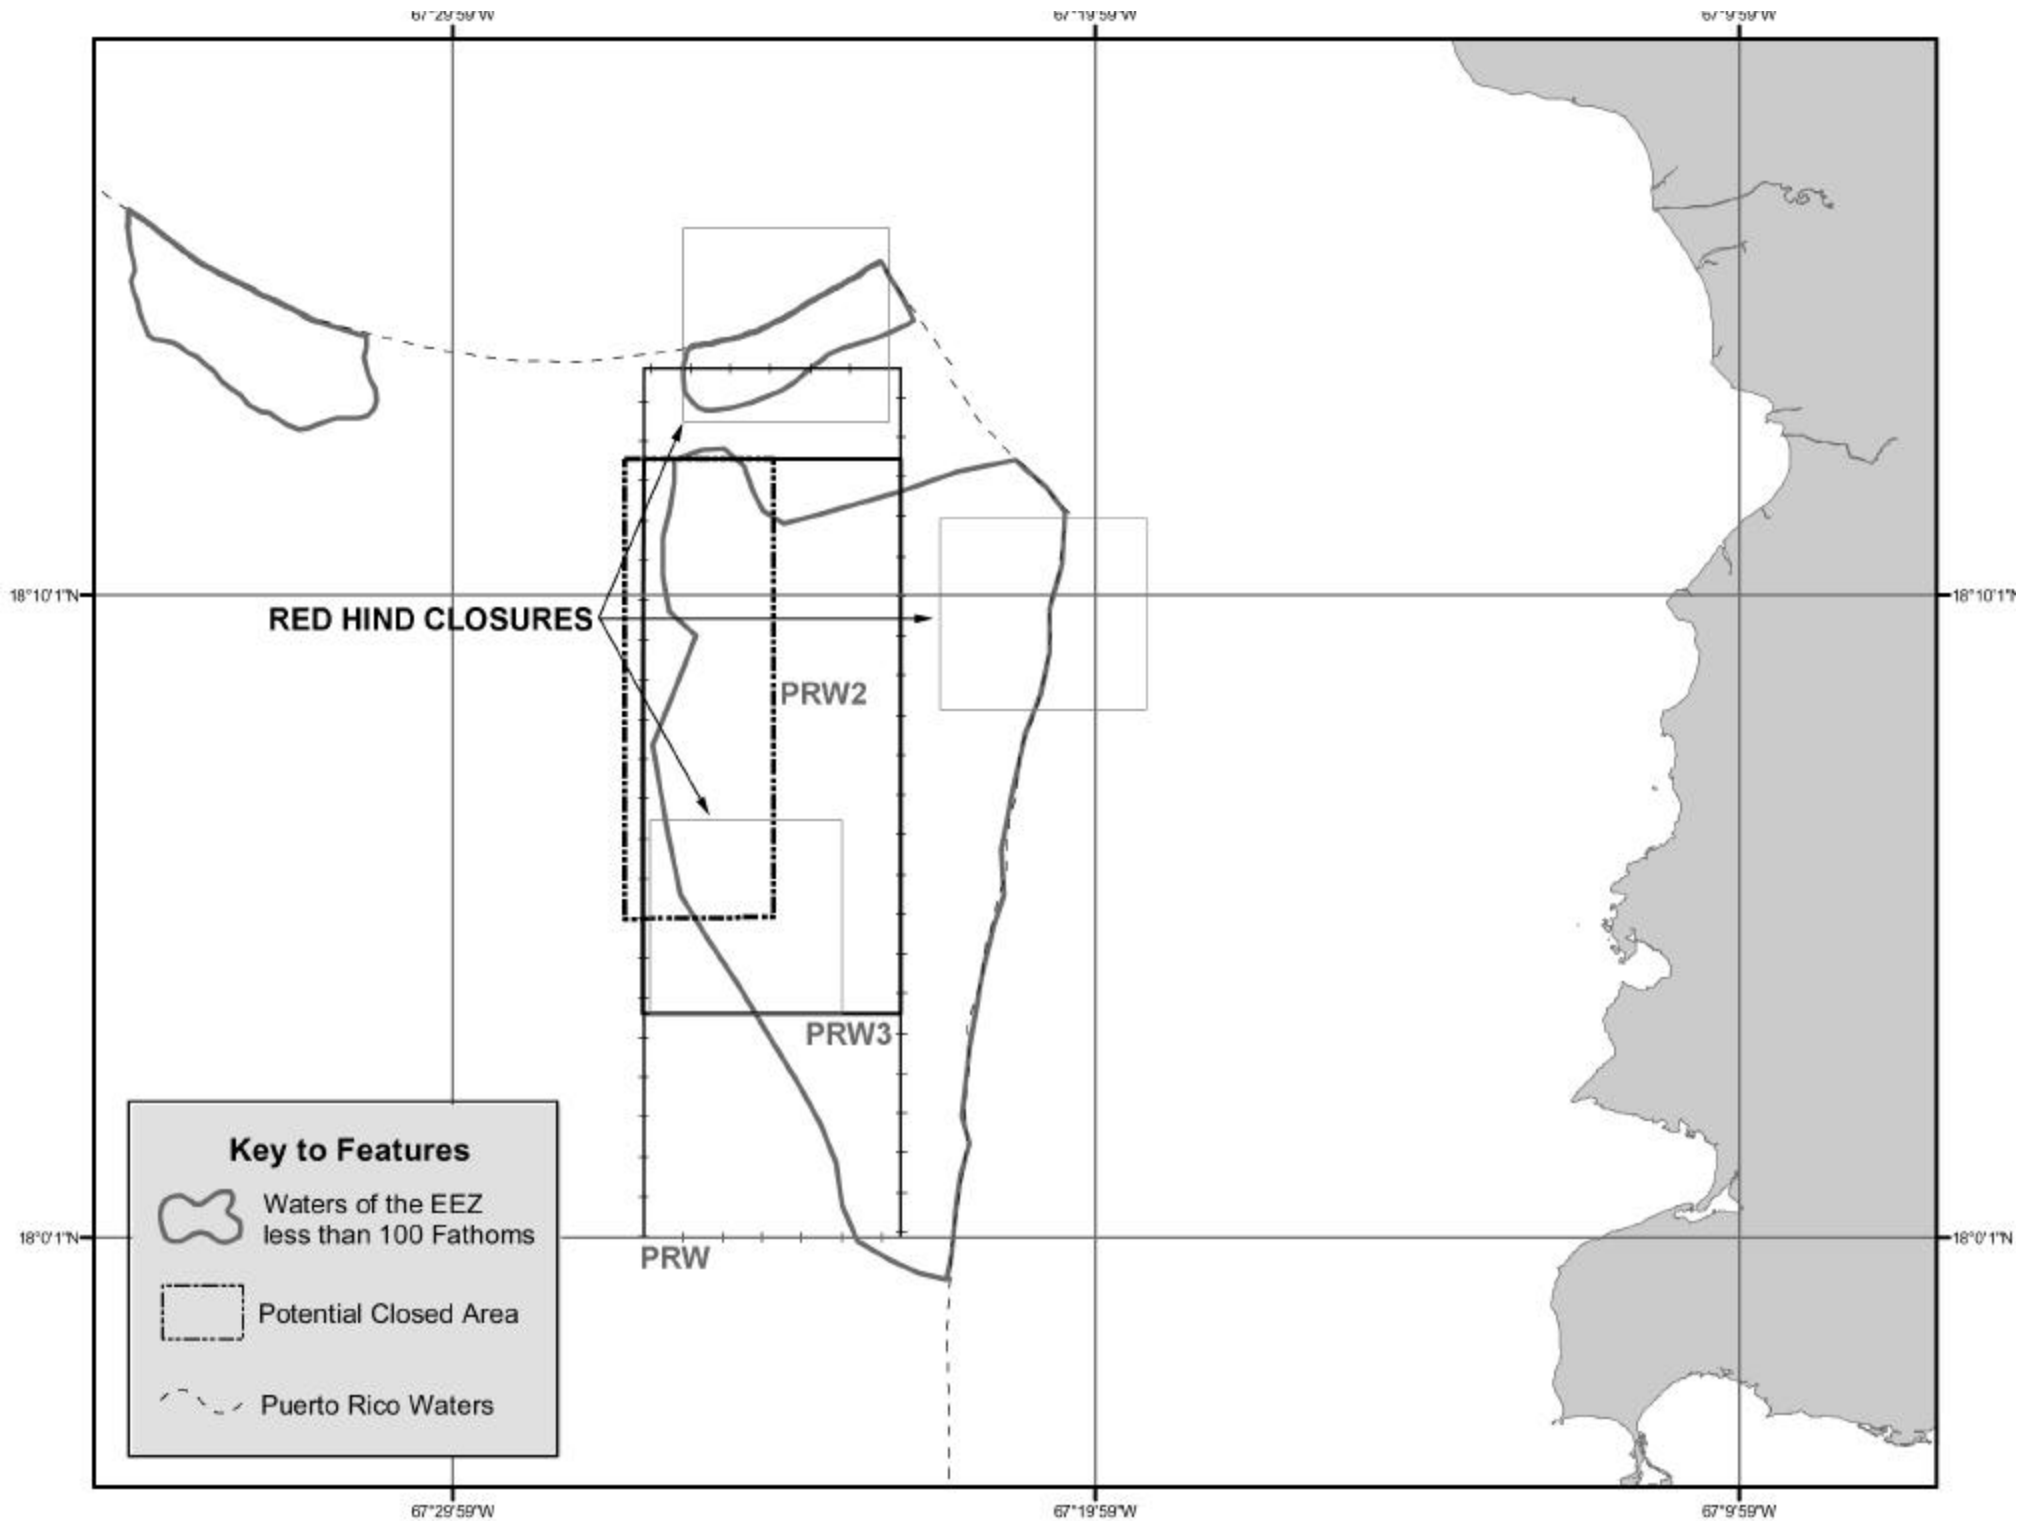 67°29'59"W 67°19'59"W 67°9'59"W
18°10'1"N 18°10'1"N
RED HIND CLOSURES
PRW2
PRW3
Key to Features
Waters of the EEZ
less than 100 Fathoms
18°0'1"N 18°0'1"N
PRW
Potential Closed Area
Puerto Rico Waters
67°29'59"W 67°19'59"W 67°9'59"W